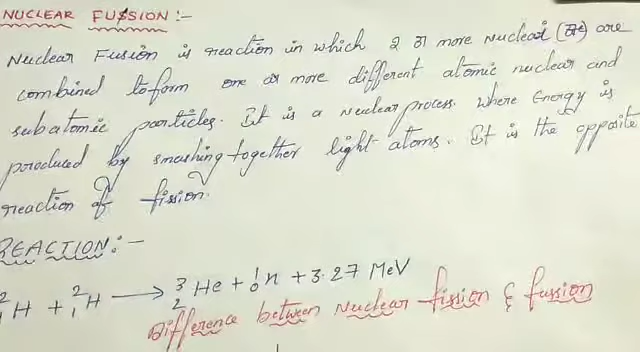 NUCLEAR FUSSION :-
Nuclear Fusion is reaction in which 2 or more nuclei are
combined to form one or more different atomic nuclear and
subatomic particles. It is a nuclear process. Where Energy is
produced by smashing together light atoms. It is the opposite
reaction of fission.
REACTION:-
²₁H + ²₁H ⟶ ³₂He + ¹₀n + 3.27 MeV
Difference between Nuclear fission & fussion